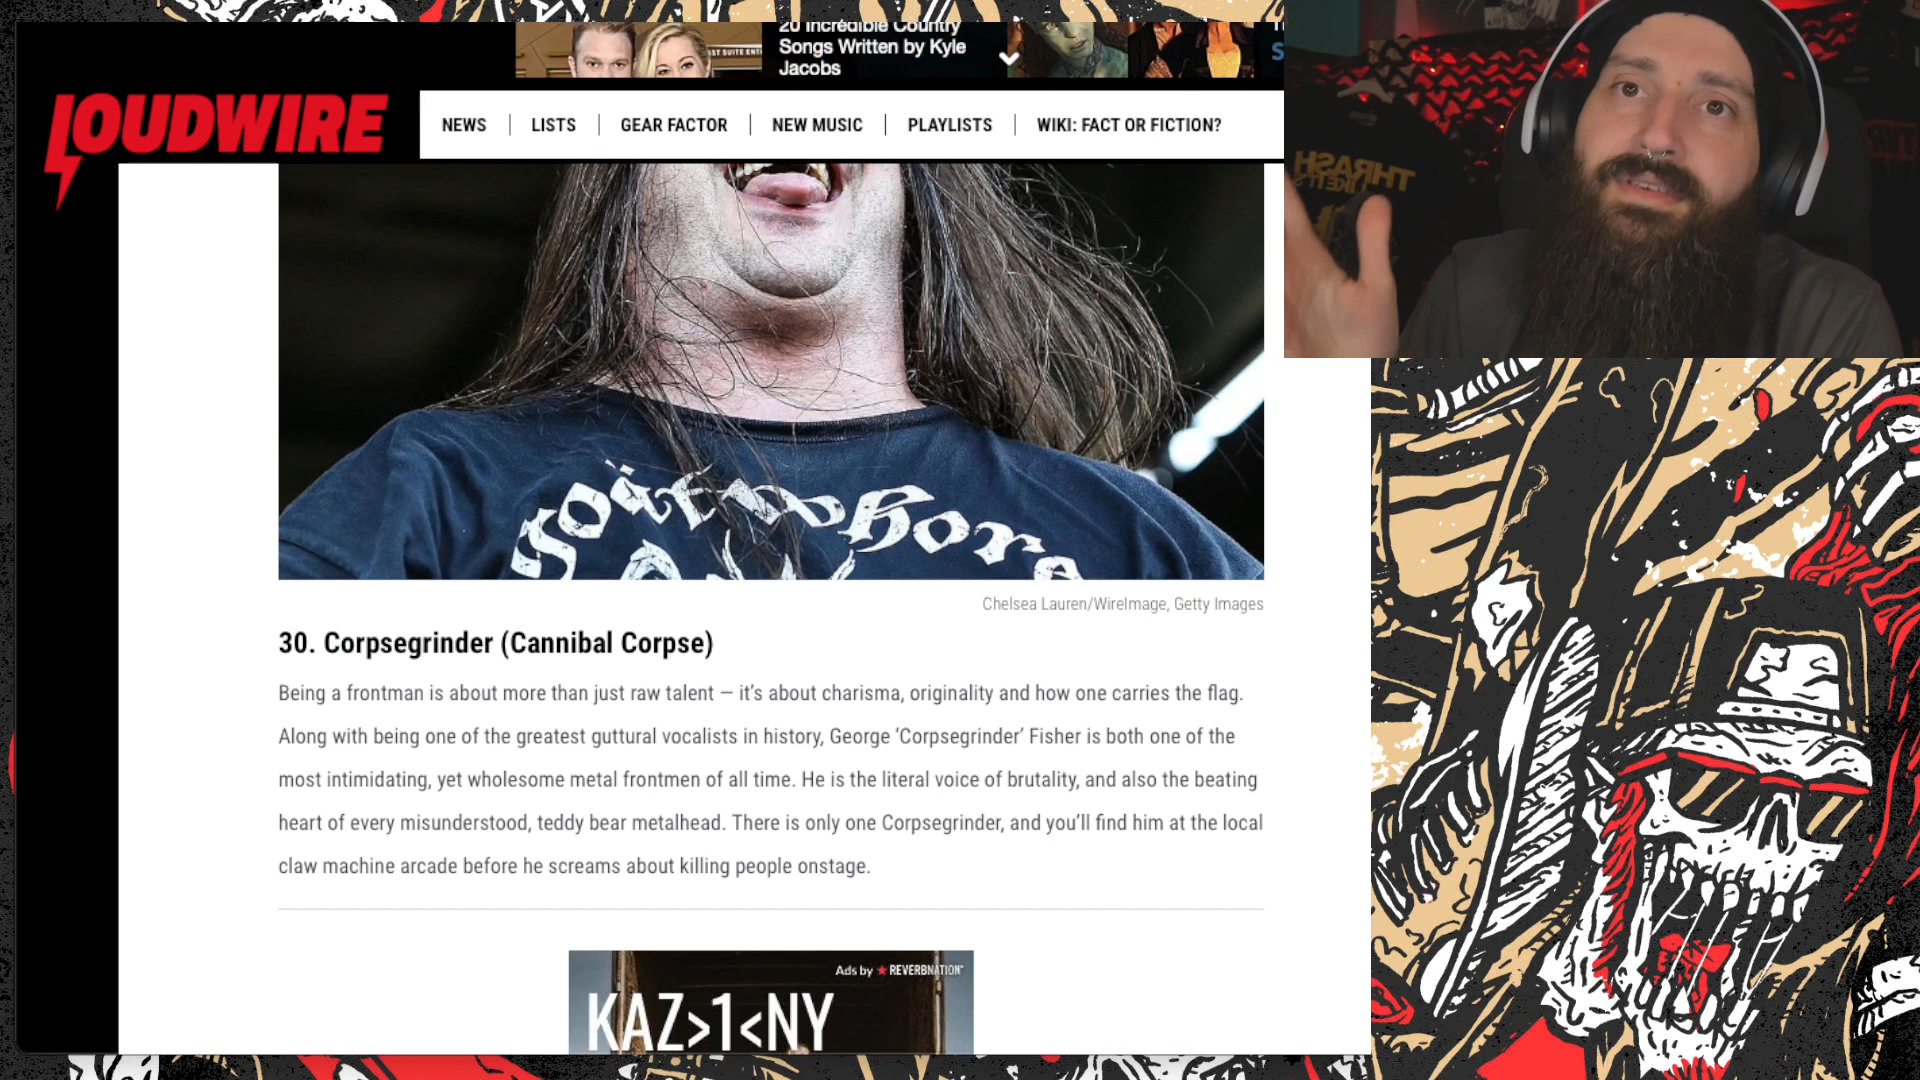 20 Incredible Country
Songs Written by Kyle
Jacobs
LOUDWIRE
NEWS
LISTS
GEAR FACTOR
NEW MUSIC
PLAYLISTS
WIKI: FACT OR FICTION?
THRASH
LIKE IT'S
Goatwhore
Chelsea Lauren/WireImage, Getty Images
30. Corpsegrinder (Cannibal Corpse)
Being a frontman is about more than just raw talent — it’s about charisma, originality and how one carries the flag.
Along with being one of the greatest guttural vocalists in history, George ‘Corpsegrinder’ Fisher is both one of the
most intimidating, yet wholesome metal frontmen of all time. He is the literal voice of brutality, and also the beating
heart of every misunderstood, teddy bear metalhead. There is only one Corpsegrinder, and you’ll find him at the local
claw machine arcade before he screams about killing people onstage.
Ads by REVERBNATION
KAZ>1<NY